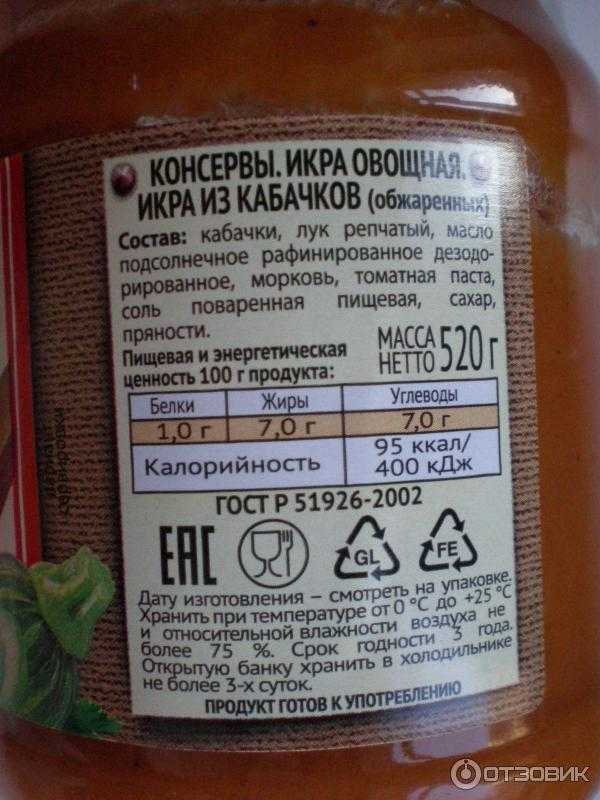 КОНСЕРВЫ. ИКРА ОВОЩНАЯ.
ИКРА ИЗ КАБАЧКОВ (обжаренных)
Состав: кабачки, лук репчатый, масло
подсолнечное рафинированное дезодо-
рированное, морковь, томатная паста,
соль поваренная пищевая, сахар,
пряности.
Пищевая и энергетическая
ценность 100 г продукта:
МАССА
НЕТТО 520 г
Белки Жиры Углеводы
1,0 г 7,0 г 7,0 г
Калорийность 95 ккал/
400 кДж
ГОСТ Р 51926-2002
EAC GL FE
Дату изготовления – смотреть на упаковке.
Хранить при температуре от 0 °C до +25 °C
и относительной влажности воздуха не
более 75 %. Срок годности 3 года.
Открытую банку хранить в холодильнике
не более 3-х суток.
ПРОДУКТ ГОТОВ К УПОТРЕБЛЕНИЮ
сервировки
ОТЗОВИК